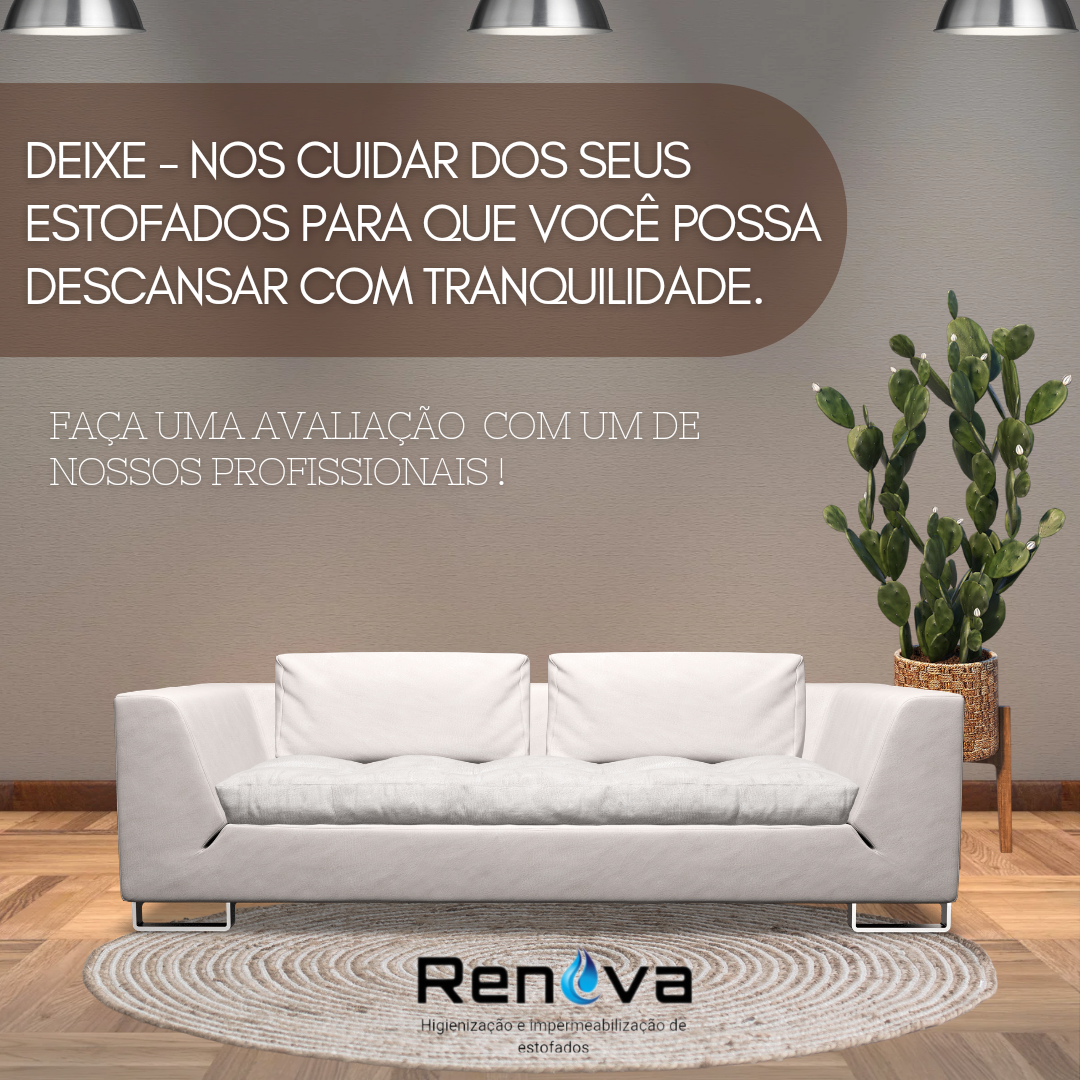 DEIXE – NOS CUIDAR DOS SEUS
ESTOFADOS PARA QUE VOCÊ POSSA
DESCANSAR COM TRANQUILIDADE.
FAÇA UMA AVALIAÇÃO  COM UM DE
NOSSOS PROFISSIONAIS !
Renova
Higienização e impermeabilização de
estofados